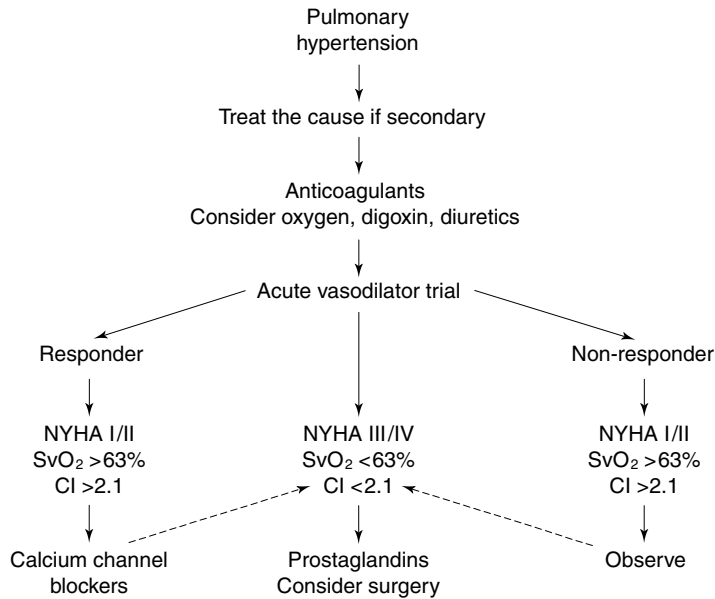 Pulmonary
hypertension
Treat the cause if secondary
Anticoagulants
Consider oxygen, digoxin, diuretics
Acute vasodilator trial
Responder
Non-responder
NYHA I/II
SvO₂ >63%
CI >2.1
NYHA III/IV
SvO₂ <63%
CI <2.1
NYHA I/II
SvO₂ >63%
CI >2.1
Calcium channel
blockers
Prostaglandins
Consider surgery
Observe